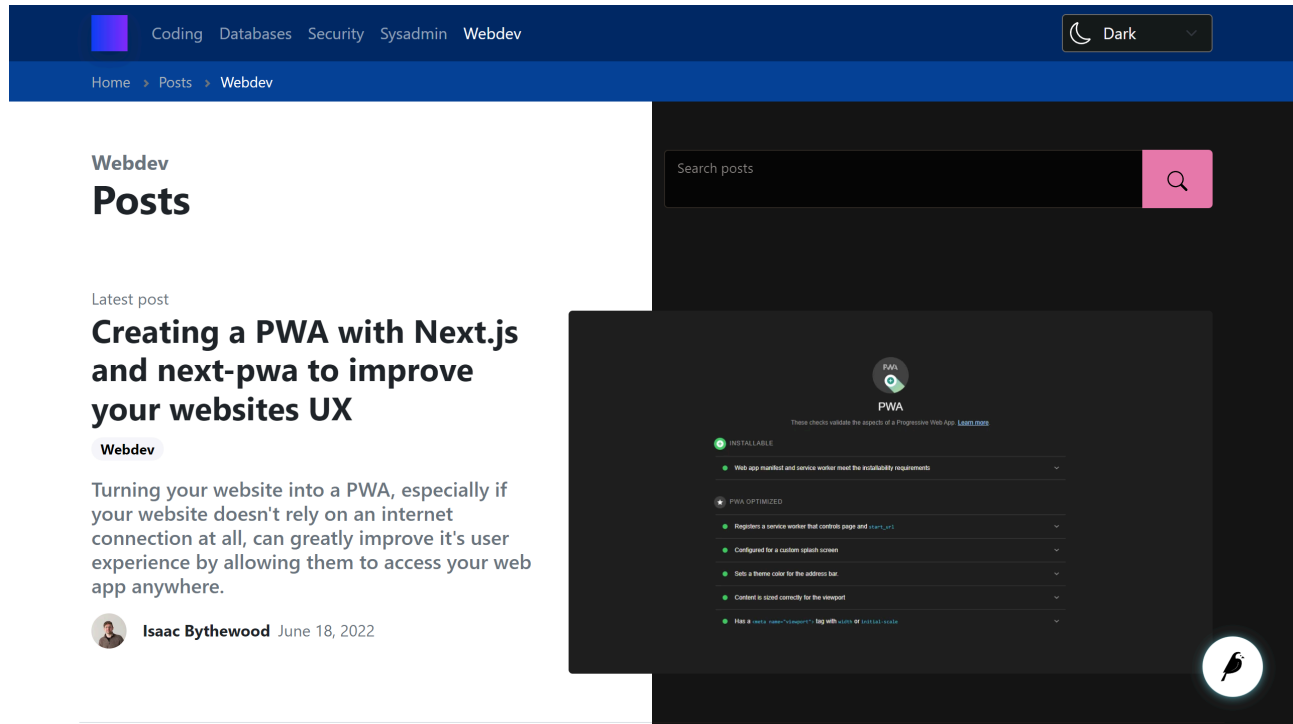 Coding Databases Security Sysadmin Webdev
Dark
Home > Posts > Webdev
Webdev
Posts
Search posts
Latest post
Creating a PWA with Next.js
and next-pwa to improve
your websites UX
Webdev
Turning your website into a PWA, especially if
your website doesn't rely on an internet
connection at all, can greatly improve it's user
experience by allowing them to access your web
app anywhere.
Isaac Bythewood June 18, 2022
PWA
PWA
These checks validate the aspects of a Progressive Web App. Learn more.
INSTALLABLE
Web app manifest and service worker meet the installability requirements
PWA OPTIMIZED
Registers a service worker that controls page and start_url
Configured for a custom splash screen
Sets a theme color for the address bar.
Content is sized correctly for the viewport
Has a <meta name="viewport"> tag with width or initial-scale